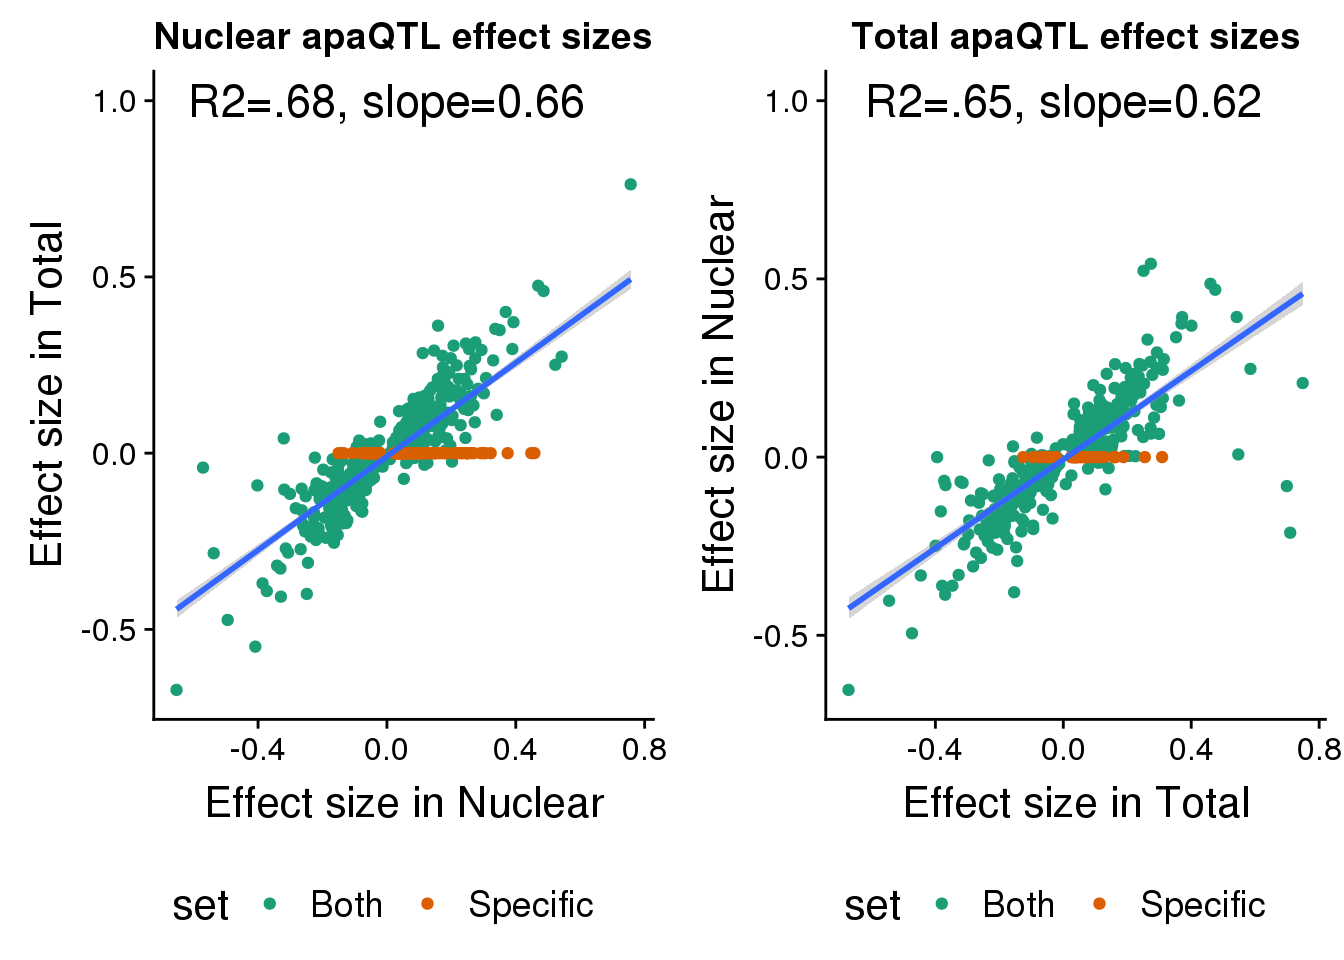 Nuclear apaQTL effect sizes
R2=.68, slope=0.66
1.0
0.5
0.0
-0.5
Effect size in Total
-0.4 0.0 0.4 0.8
Effect size in Nuclear
set Both Specific
Total apaQTL effect sizes
R2=.65, slope=0.62
1.0
0.5
0.0
-0.5
Effect size in Nuclear
-0.4 0.0 0.4 0.8
Effect size in Total
set Both Specific